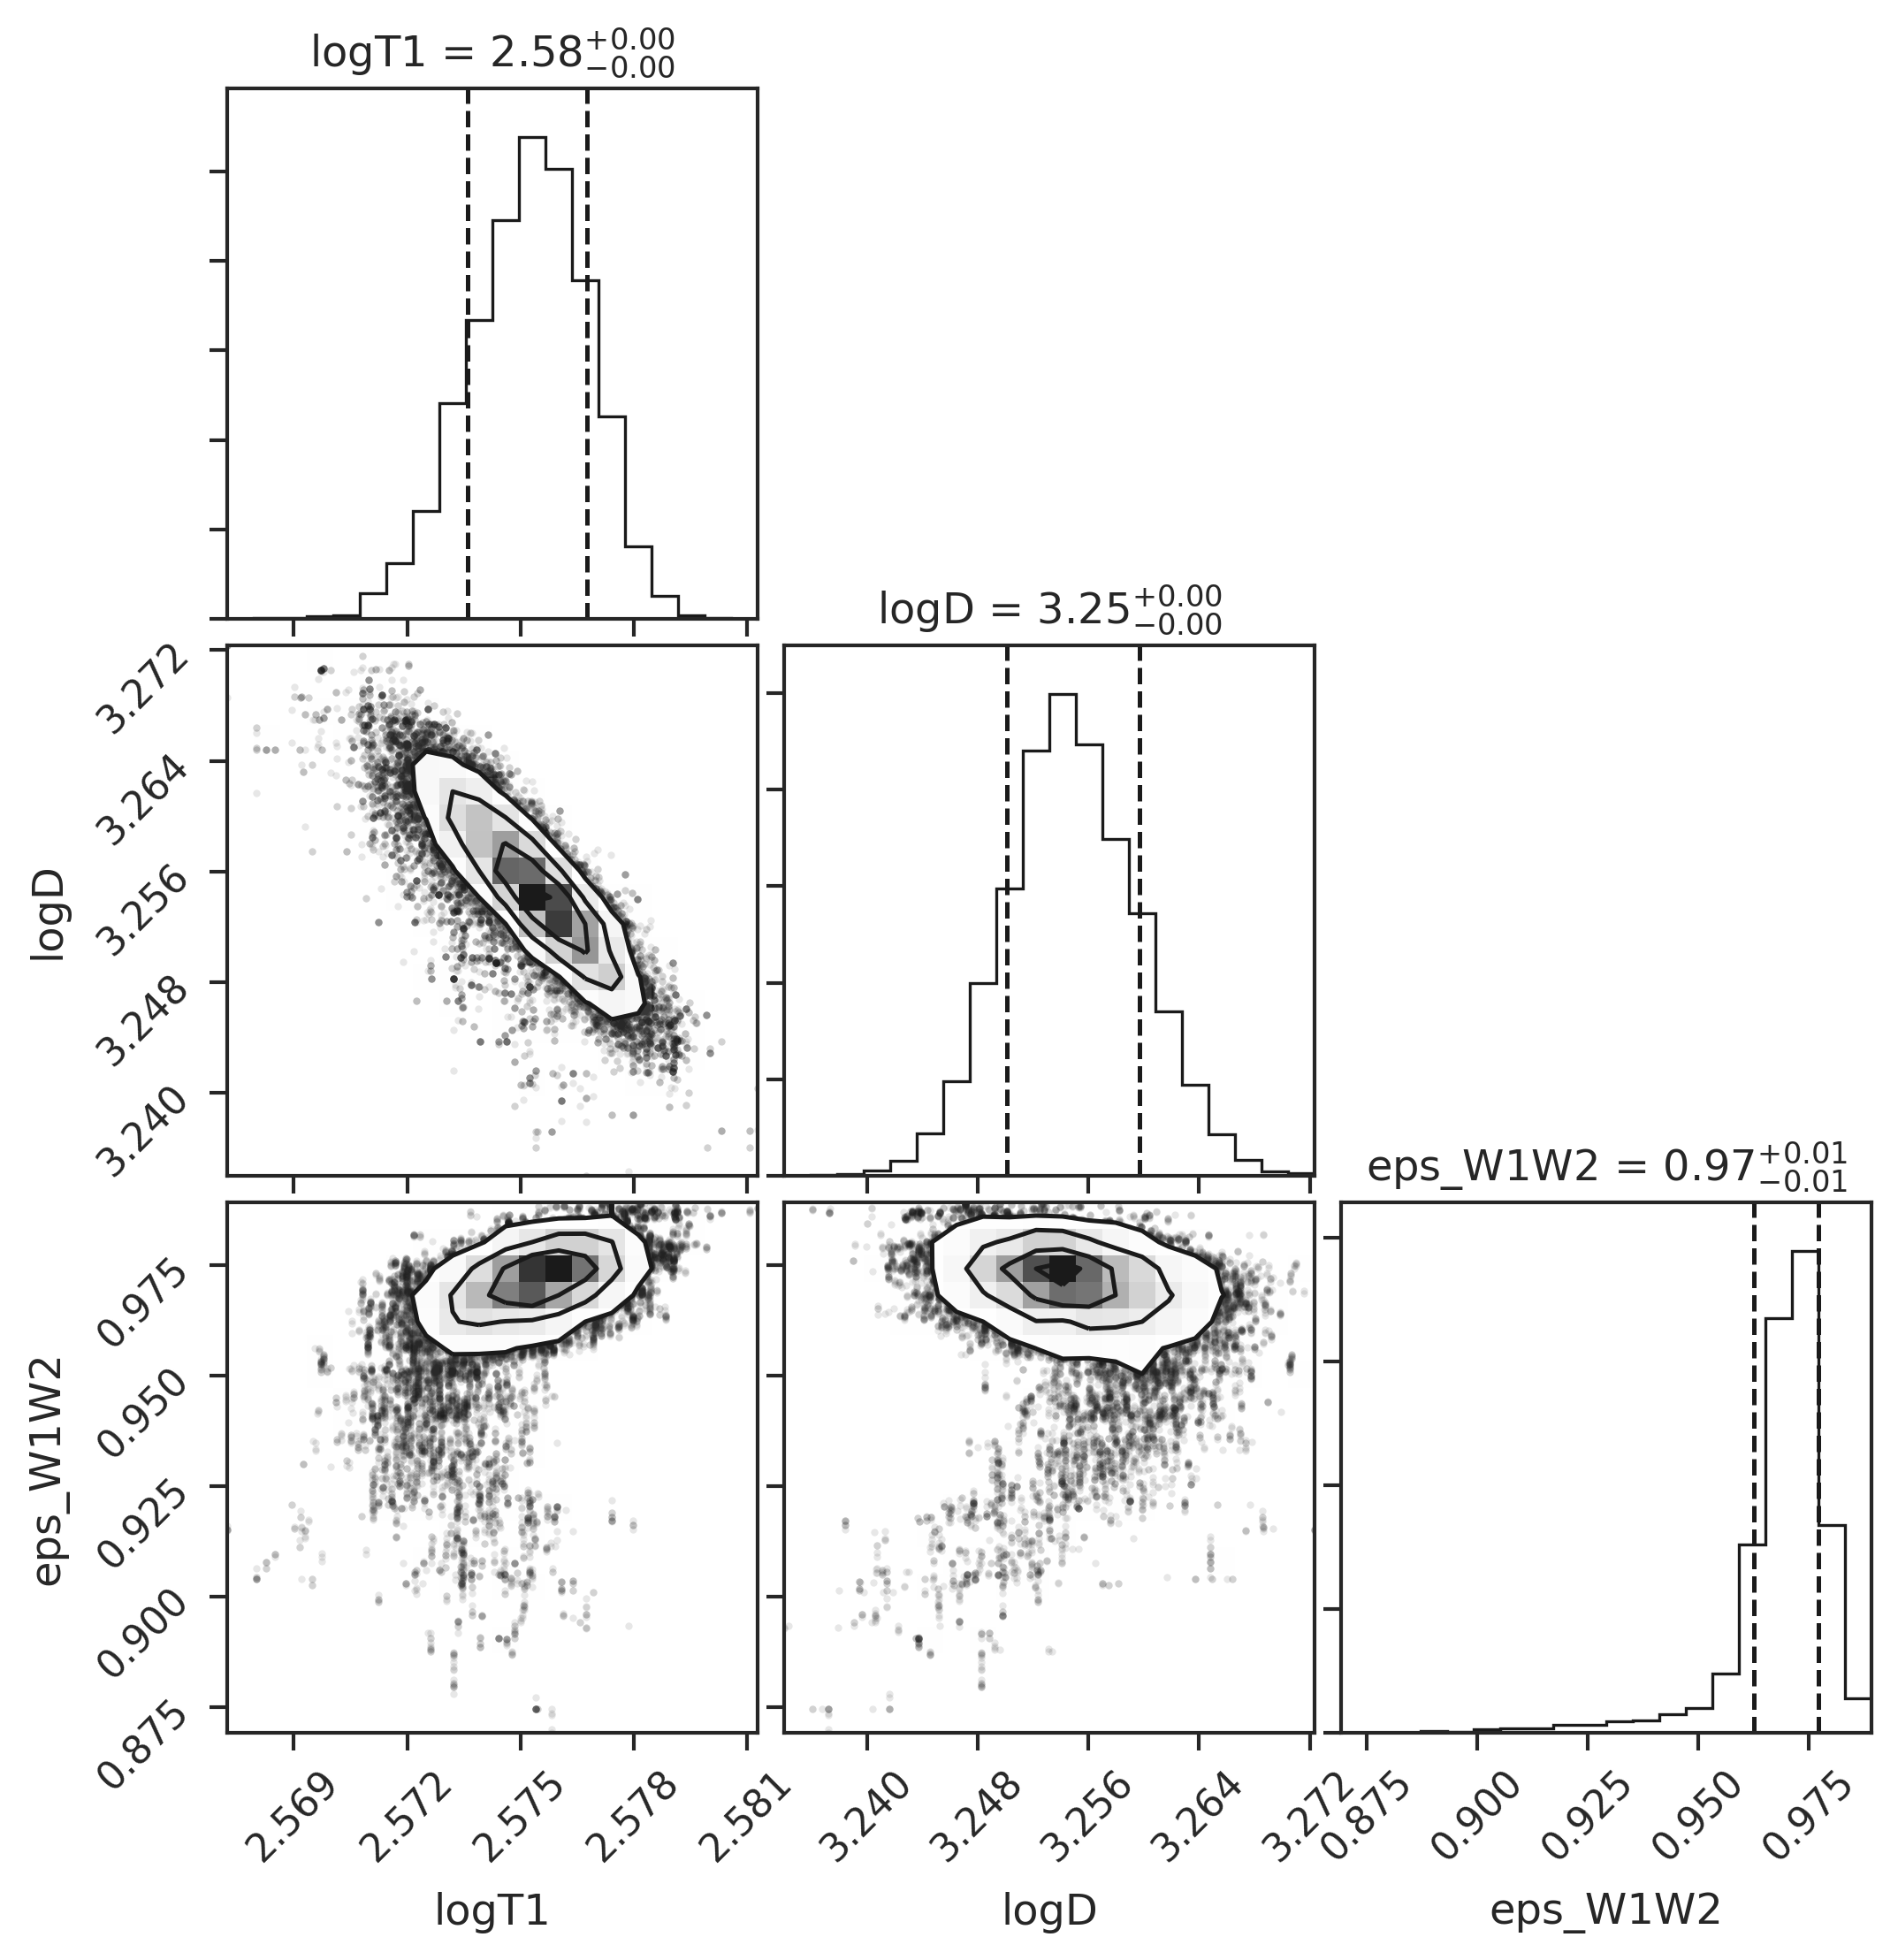 logT1 = 2.58+0.00 −0.00
logD = 3.25+0.00 −0.00
eps_W1W2 = 0.97+0.01 −0.01
logD
3.272
3.264
3.256
3.248
3.240
eps_W1W2
0.975
0.950
0.925
0.900
0.875
2.569 2.572 2.575 2.578 2.581
3.240 3.248 3.256 3.264 3.272
0.875 0.900 0.925 0.950 0.975
logT1
logD
eps_W1W2